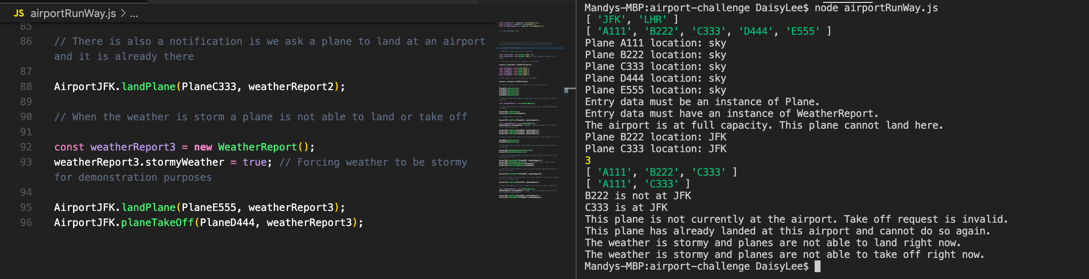 JS airportRunWay.js > ...
85
86 // There is also a notification is we ask a plane to land at an airport
and it is already there
87
88 AirportJFK.landPlane(PlaneC333, weatherReport2);
89
90 // When the weather is storm a plane is not able to land or take off
91
92 const weatherReport3 = new WeatherReport();
93 weatherReport3.stormyWeather = true; // Forcing weather to be stormy
for demonstration purposes
94
95 AirportJFK.landPlane(PlaneE555, weatherReport3);
96 AirportJFK.planeTakeOff(PlaneD444, weatherReport3);
Mandys-MBP:airport-challenge DaisyLee$ node airportRunWay.js
[ 'JFK', 'LHR' ]
[ 'A111', 'B222', 'C333', 'D444', 'E555' ]
Plane A111 location: sky
Plane B222 location: sky
Plane C333 location: sky
Plane D444 location: sky
Plane E555 location: sky
Entry data must be an instance of Plane.
Entry data must have an instance of WeatherReport.
The airport is at full capacity. This plane cannot land here.
Plane B222 location: JFK
Plane C333 location: JFK
3
[ 'A111', 'B222', 'C333' ]
[ 'A111', 'C333' ]
B222 is not at JFK
C333 is at JFK
This plane is not currently at the airport. Take off request is invalid.
This plane has already landed at this airport and cannot do so again.
The weather is stormy and planes are not able to land right now.
The weather is stormy and planes are not able to take off right now.
Mandys-MBP:airport-challenge DaisyLee$